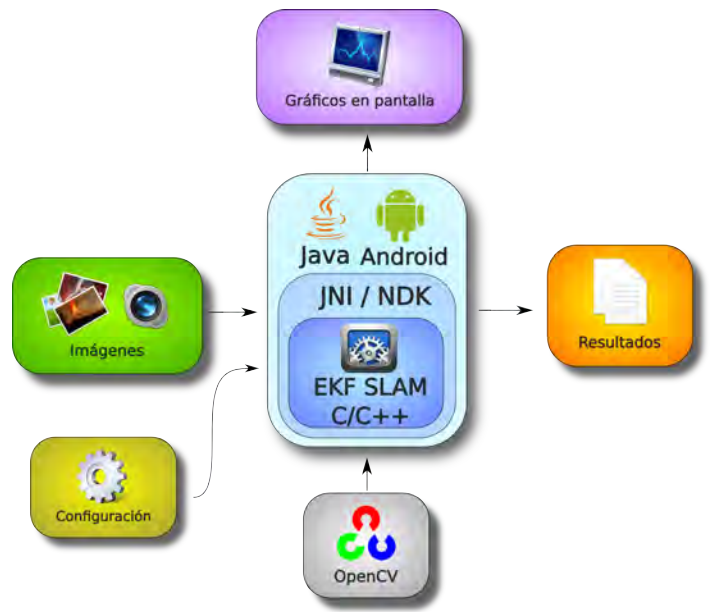 Gráficos en pantalla
Java Android
JNI / NDK
EKF SLAM
C/C++
Imágenes
Resultados
Configuración
OpenCV